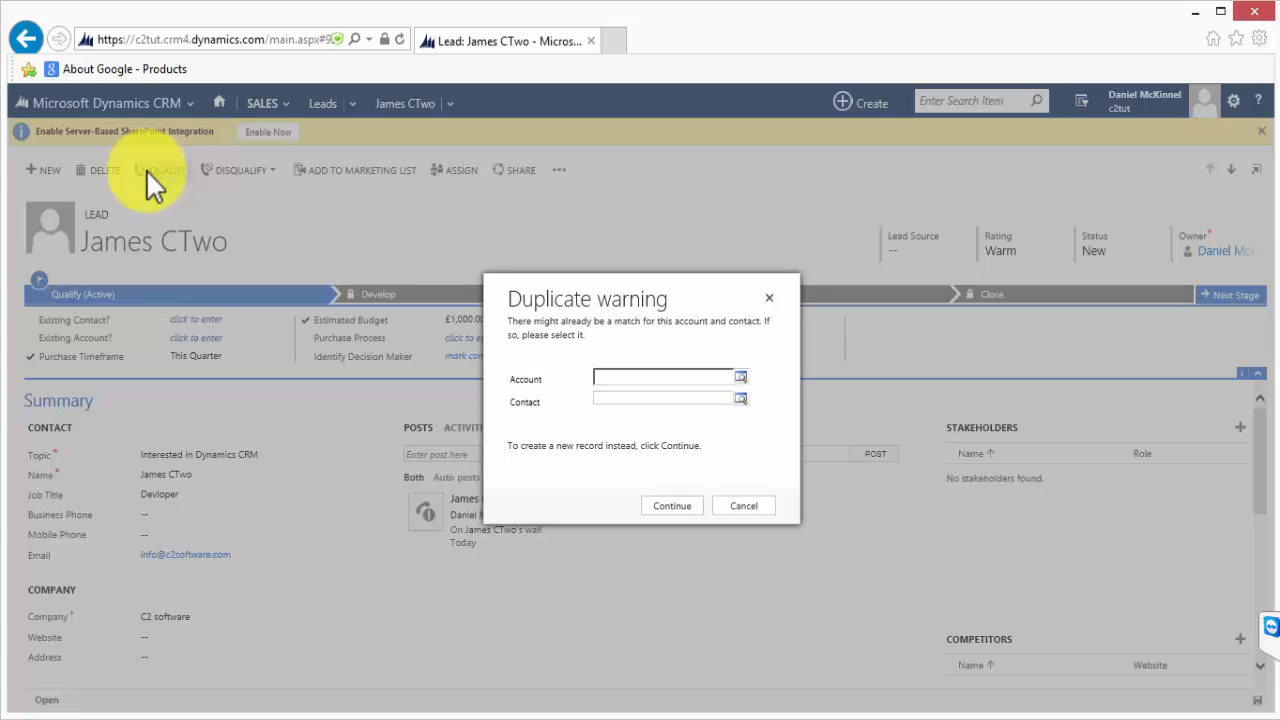 https://c2tut.crm4.dynamics.com/main.aspx#9
Lead: James CTwo - Micros...
About Google - Products
Microsoft Dynamics CRM
SALES
Leads
James CTwo
Create
Enter Search Item
Daniel McKinnel
c2tut
?
Enable Server-Based SharePoint Integration
Enable Now
NEW
DELETE
QUALIFY
DISQUALIFY
ADD TO MARKETING LIST
ASSIGN
SHARE
LEAD
James CTwo
Lead Source
--
Rating
Warm
Status
New
Owner*
Daniel McK
Qualify (Active)
Develop
Close
Next Stage
Existing Contact?
click to enter
Existing Account?
click to enter
Purchase Timeframe
This Quarter
Estimated Budget
£1,000.00
Purchase Process
click to en
Identify Decision Maker
mark com
Duplicate warning
There might already be a match for this account and contact. If
so, please select it.
Account
Contact
To create a new record instead, click Continue.
Continue
Cancel
Summary
CONTACT
Topic*
Interested in Dynamics CRM
Name*
James CTwo
Job Title
Devloper
Business Phone
--
Mobile Phone
--
Email
info@c2software.com
COMPANY
Company*
C2 software
Website
--
Address
--
POSTS
ACTIVIT
Enter post here
POST
Both
Auto posts
James
Daniel M
On James CTwo's wall
Today
STAKEHOLDERS
Name
Role
No stakeholders found.
COMPETITORS
Name
Website
Open